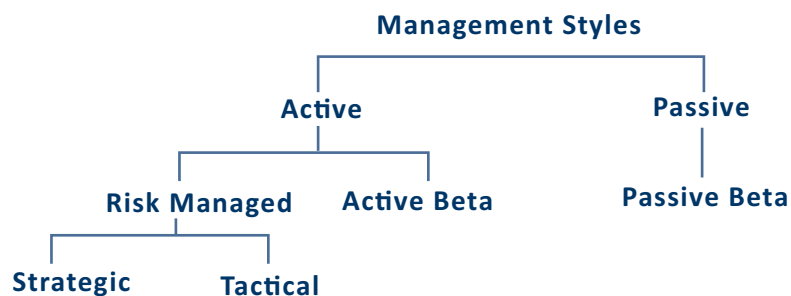 Management Styles
Active
Passive
Risk Managed
Active Beta
Passive Beta
Strategic
Tactical